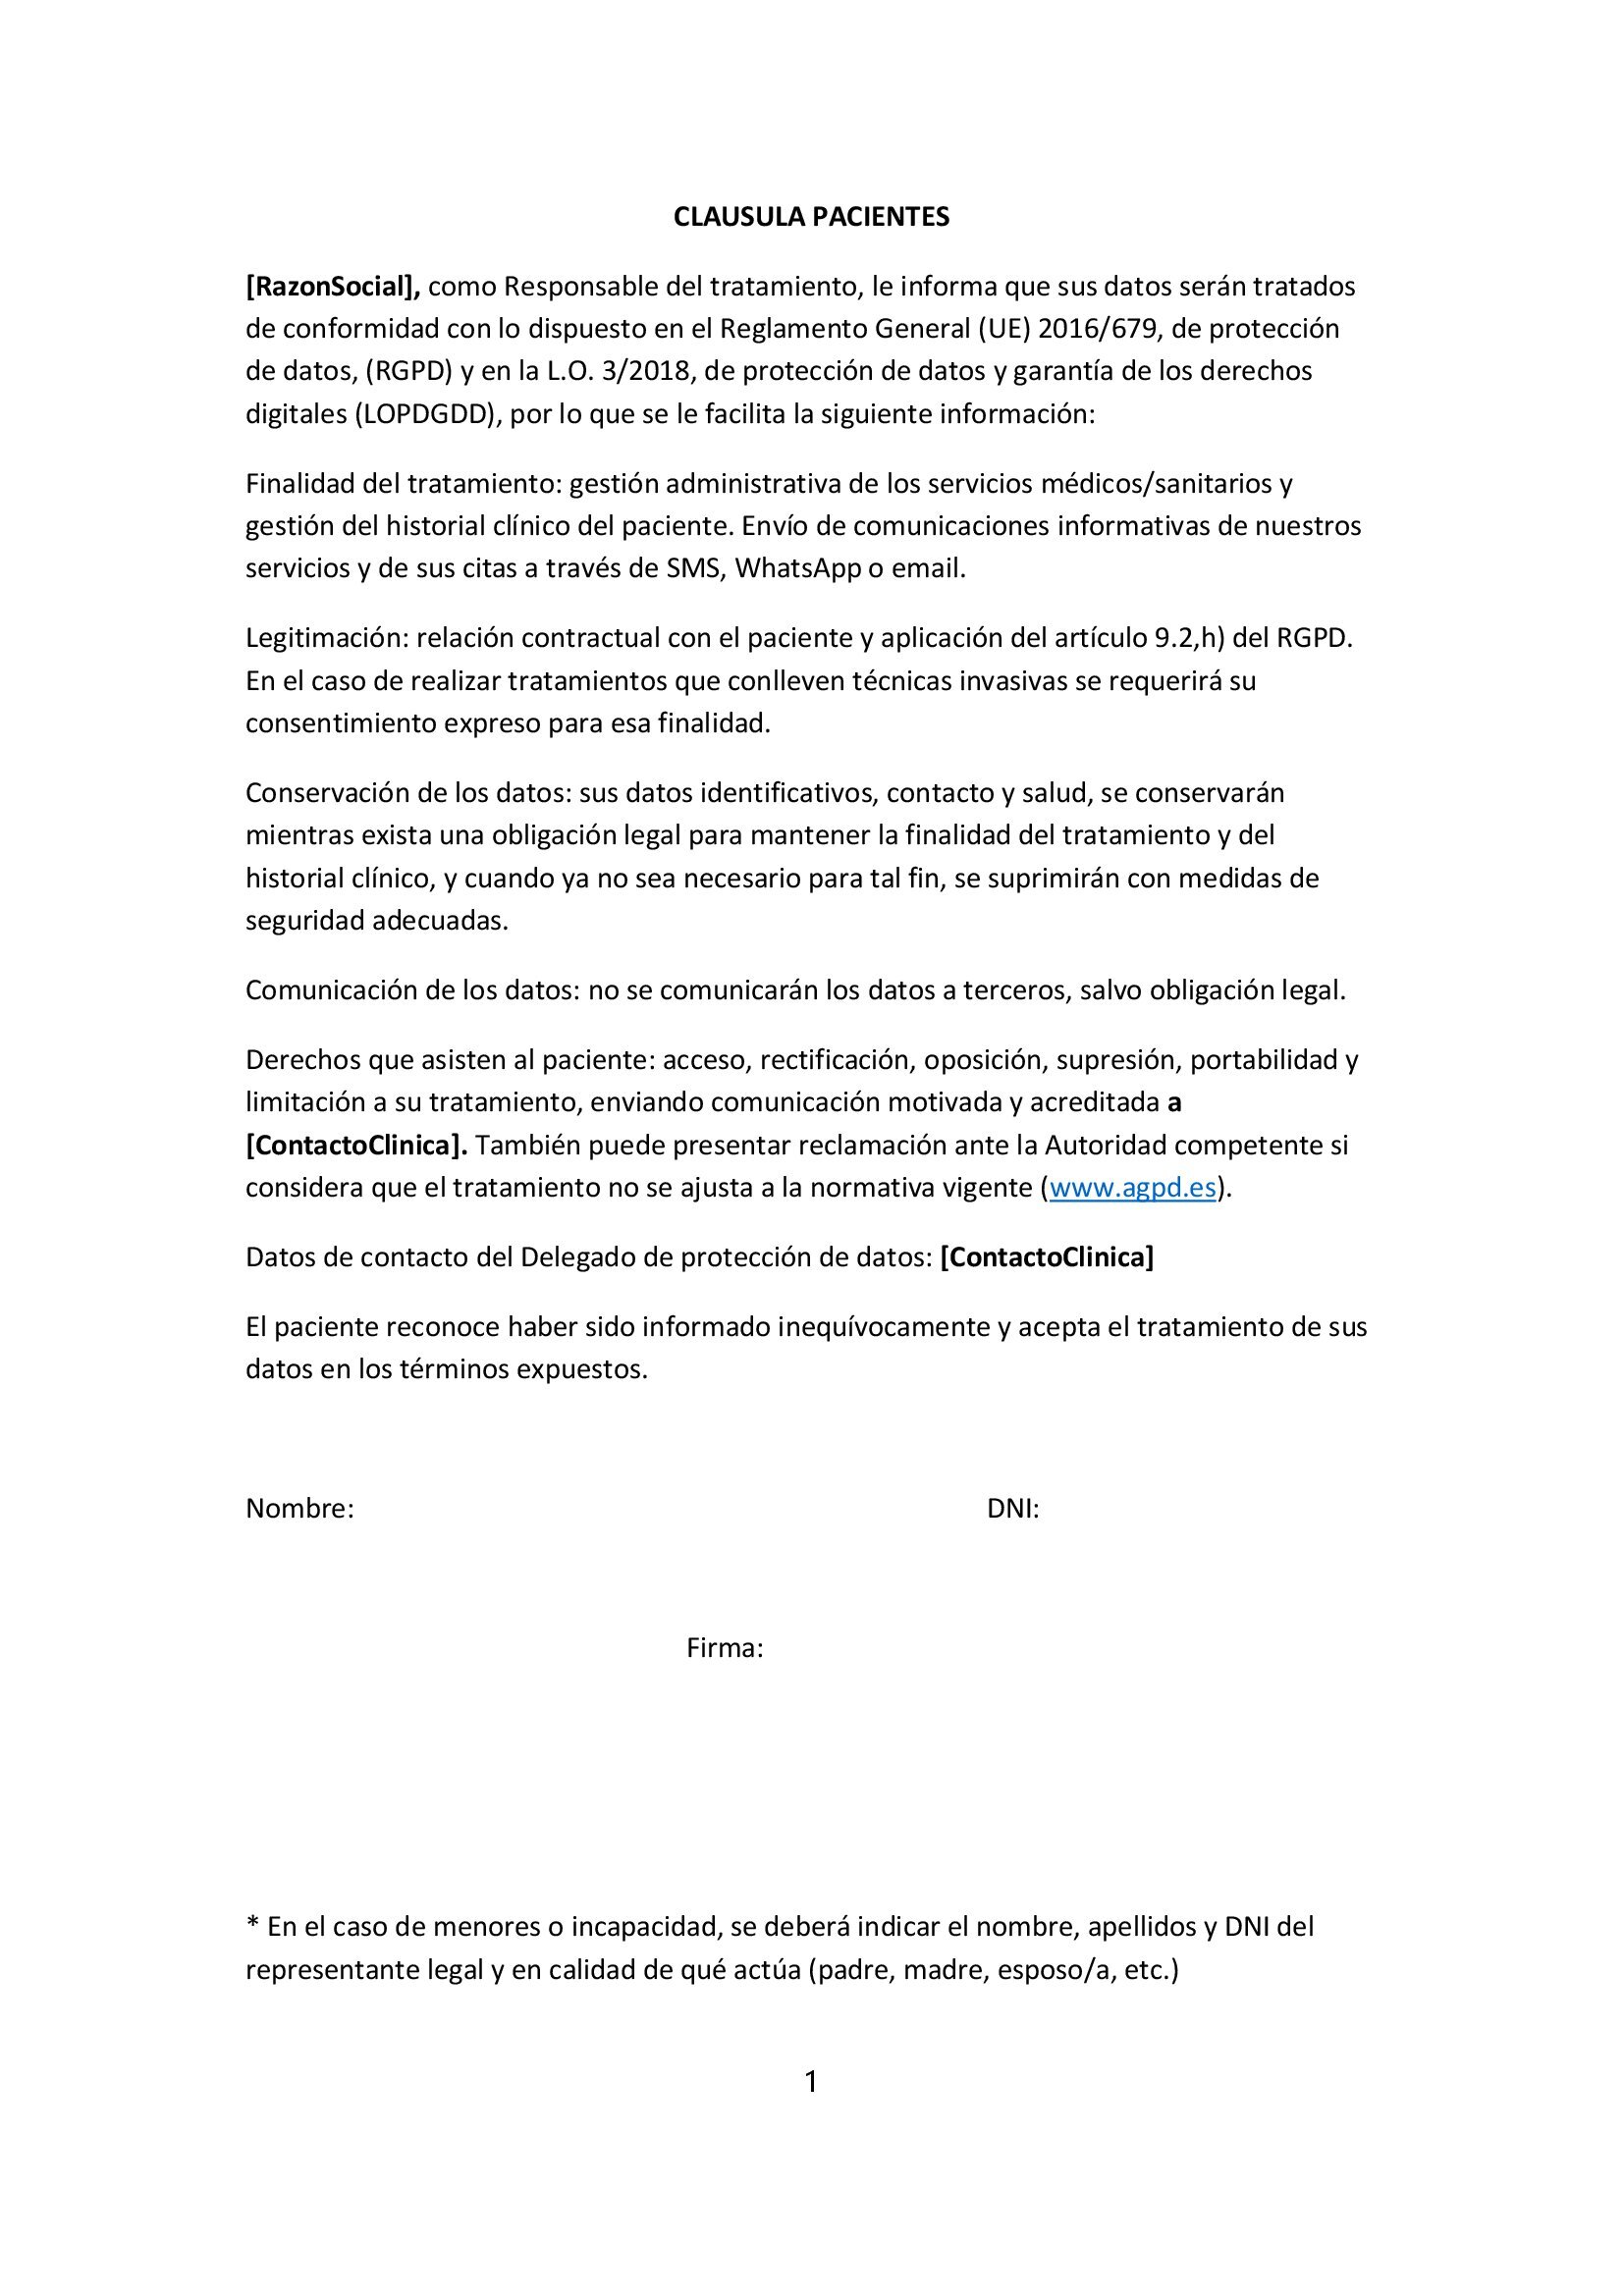 CLAUSULA PACIENTES
[RazonSocial], como Responsable del tratamiento, le informa que sus datos serán tratados
de conformidad con lo dispuesto en el Reglamento General (UE) 2016/679, de protección
de datos, (RGPD) y en la L.O. 3/2018, de protección de datos y garantía de los derechos
digitales (LOPDGDD), por lo que se le facilita la siguiente información:
Finalidad del tratamiento: gestión administrativa de los servicios médicos/sanitarios y
gestión del historial clínico del paciente. Envío de comunicaciones informativas de nuestros
servicios y de sus citas a través de SMS, WhatsApp o email.
Legitimación: relación contractual con el paciente y aplicación del artículo 9.2,h) del RGPD.
En el caso de realizar tratamientos que conlleven técnicas invasivas se requerirá su
consentimiento expreso para esa finalidad.
Conservación de los datos: sus datos identificativos, contacto y salud, se conservarán
mientras exista una obligación legal para mantener la finalidad del tratamiento y del
historial clínico, y cuando ya no sea necesario para tal fin, se suprimirán con medidas de
seguridad adecuadas.
Comunicación de los datos: no se comunicarán los datos a terceros, salvo obligación legal.
Derechos que asisten al paciente: acceso, rectificación, oposición, supresión, portabilidad y
limitación a su tratamiento, enviando comunicación motivada y acreditada a
[ContactoClinica]. También puede presentar reclamación ante la Autoridad competente si
considera que el tratamiento no se ajusta a la normativa vigente (www.agpd.es).
Datos de contacto del Delegado de protección de datos: [ContactoClinica]
El paciente reconoce haber sido informado inequívocamente y acepta el tratamiento de sus
datos en los términos expuestos.
Nombre: DNI:
Firma:
* En el caso de menores o incapacidad, se deberá indicar el nombre, apellidos y DNI del
representante legal y en calidad de qué actúa (padre, madre, esposo/a, etc.)
1